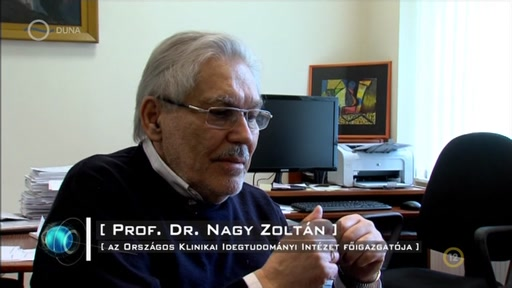 DUNA
[ PROF. DR. NAGY ZOLTÁN ]
[ AZ ORSZÁGOS KLINIKAI IDEGTUDOMÁNYI INTÉZET FŐIGAZGATÓJA ]
12